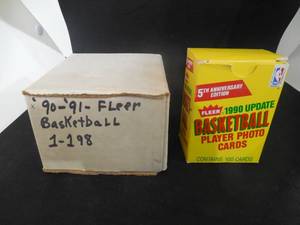 '90-'91- FLeer
Basketball
1-198
5TH ANNIVERSARY
EDITION
NBA
FLEER 1990 UPDATE
BASKETBALL
PLAYER PHOTO
CARDS
CONTAINS 100 CARDS